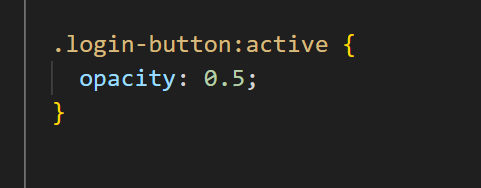 .login-button:active {
  opacity: 0.5;
}